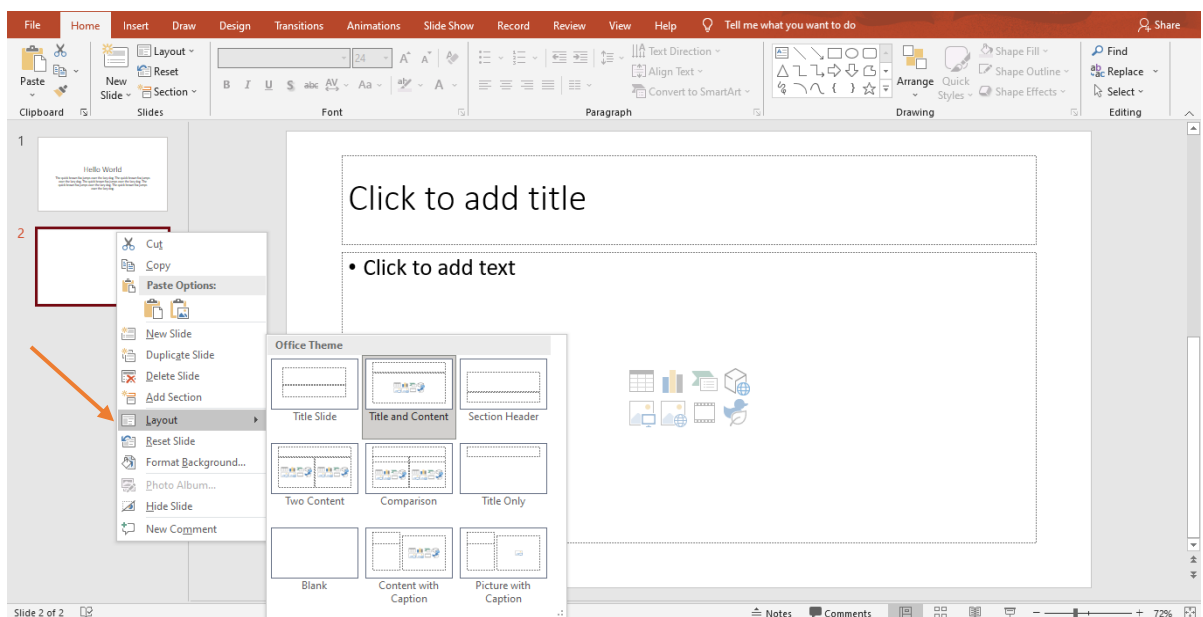 File Home Insert Draw Design Transitions Animations Slide Show Record Review View Help Tell me what you want to do Share
Paste
New Slide
Layout
Reset
Section
24
B I U S abc AV Aa A
Text Direction
Align Text
Convert to SmartArt
Arrange
Quick Styles
Shape Fill
Shape Outline
Shape Effects
Find
Replace
Select
Clipboard Slides Font Paragraph Drawing Editing
1
Hello World
2
Cut
Copy
Paste Options:
New Slide
Duplicate Slide
Delete Slide
Add Section
Layout
Reset Slide
Format Background...
Photo Album...
Hide Slide
New Comment
Office Theme
Title Slide Title and Content Section Header
Two Content Comparison Title Only
Blank Content with Caption Picture with Caption
Click to add title
• Click to add text
Slide 2 of 2 Notes Comments 72%